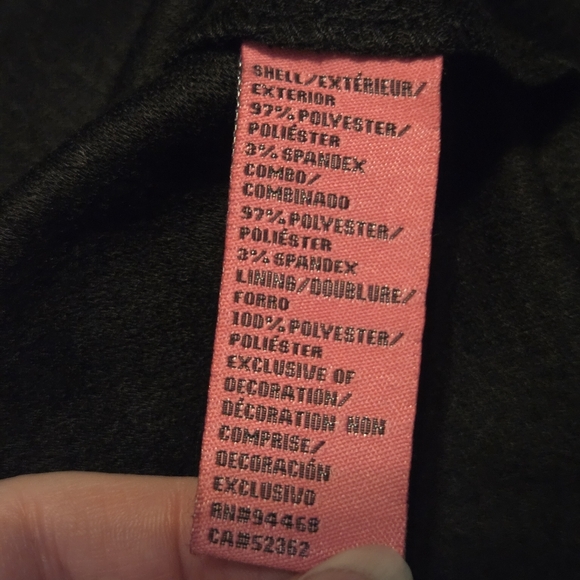 SHELL/EXTÉRIEUR/
EXTERIOR
97% POLYESTER/
POLIÉSTER
3% SPANDEX
COMBO/
COMBINADO
97% POLYESTER/
POLIÉSTER
3% SPANDEX
LINING/DOUBLURE/
FORRO
100% POLYESTER/
POLIÉSTER
EXCLUSIVE OF
DECORATION/
DÉCORATION NON
COMPRISE/
DECORACIÓN
EXCLUSIVO
RN#94468
CA#52362